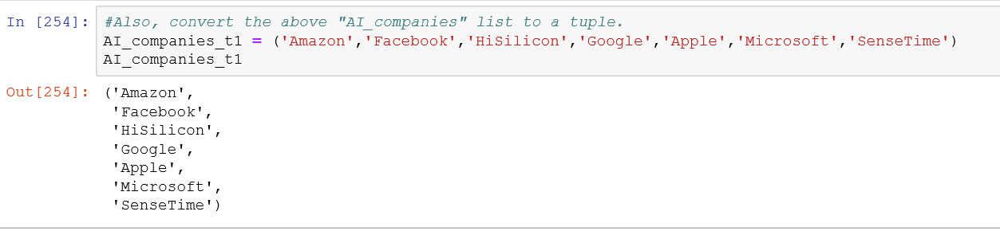 In [254]: #Also, convert the above "AI_companies" list to a tuple.
AI_companies_t1 = ('Amazon','Facebook','HiSilicon','Google','Apple','Microsoft','SenseTime')
AI_companies_t1
Out[254]: ('Amazon',
'Facebook',
'HiSilicon',
'Google',
'Apple',
'Microsoft',
'SenseTime')